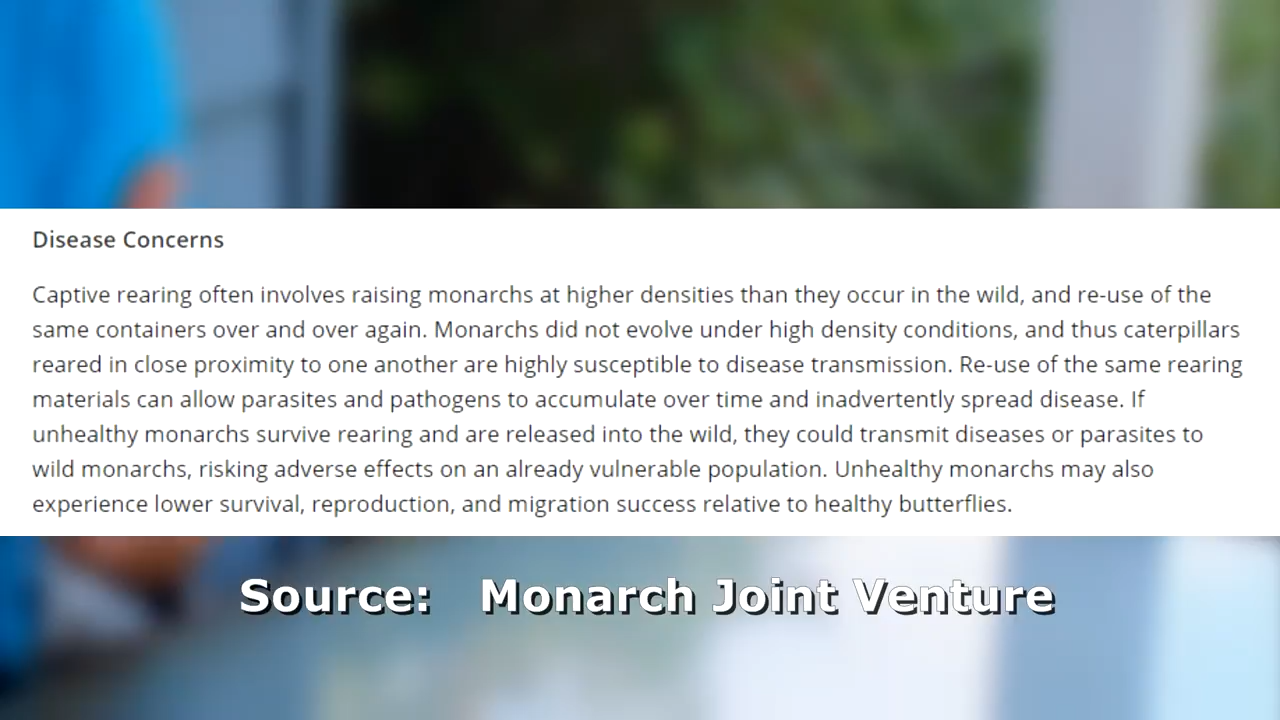 Disease Concerns
Captive rearing often involves raising monarchs at higher densities than they occur in the wild, and re-use of the
same containers over and over again. Monarchs did not evolve under high density conditions, and thus caterpillars
reared in close proximity to one another are highly susceptible to disease transmission. Re-use of the same rearing
materials can allow parasites and pathogens to accumulate over time and inadvertently spread disease. If
unhealthy monarchs survive rearing and are released into the wild, they could transmit diseases or parasites to
wild monarchs, risking adverse effects on an already vulnerable population. Unhealthy monarchs may also
experience lower survival, reproduction, and migration success relative to healthy butterflies.
Source: Monarch Joint Venture